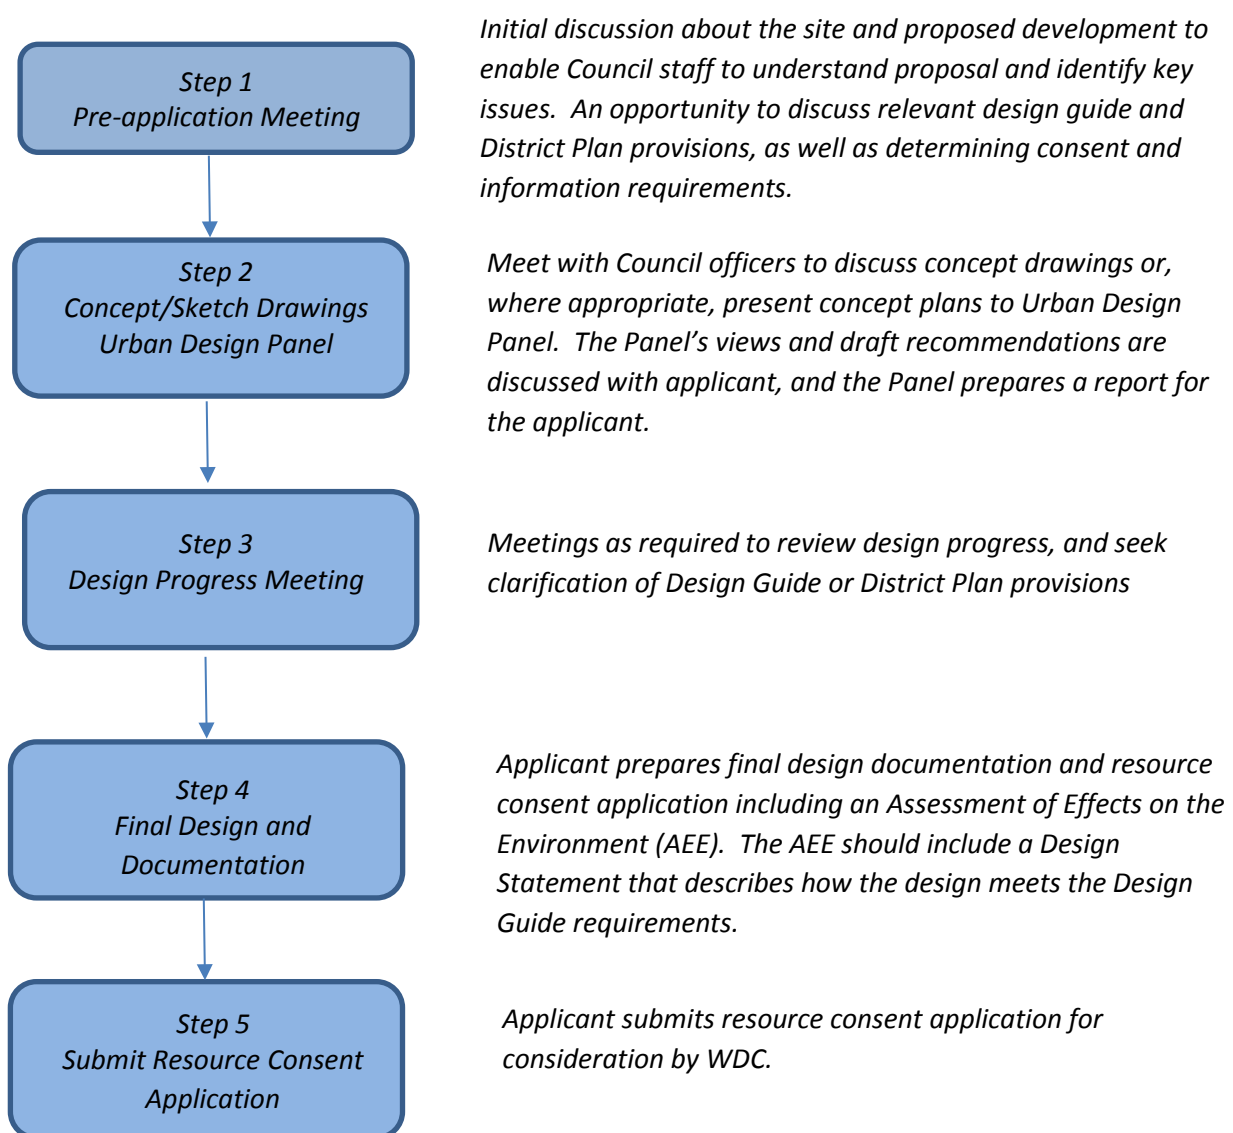 Step 1
Pre-application Meeting
Initial discussion about the site and proposed development to
enable Council staff to understand proposal and identify key
issues.  An opportunity to discuss relevant design guide and
District Plan provisions, as well as determining consent and
information requirements.
Step 2
Concept/Sketch Drawings
Urban Design Panel
Meet with Council officers to discuss concept drawings or,
where appropriate, present concept plans to Urban Design
Panel.  The Panel’s views and draft recommendations are
discussed with applicant, and the Panel prepares a report for
the applicant.
Step 3
Design Progress Meeting
Meetings as required to review design progress, and seek
clarification of Design Guide or District Plan provisions
Step 4
Final Design and
Documentation
Applicant prepares final design documentation and resource
consent application including an Assessment of Effects on the
Environment (AEE).  The AEE should include a Design
Statement that describes how the design meets the Design
Guide requirements.
Step 5
Submit Resource Consent
Application
Applicant submits resource consent application for
consideration by WDC.